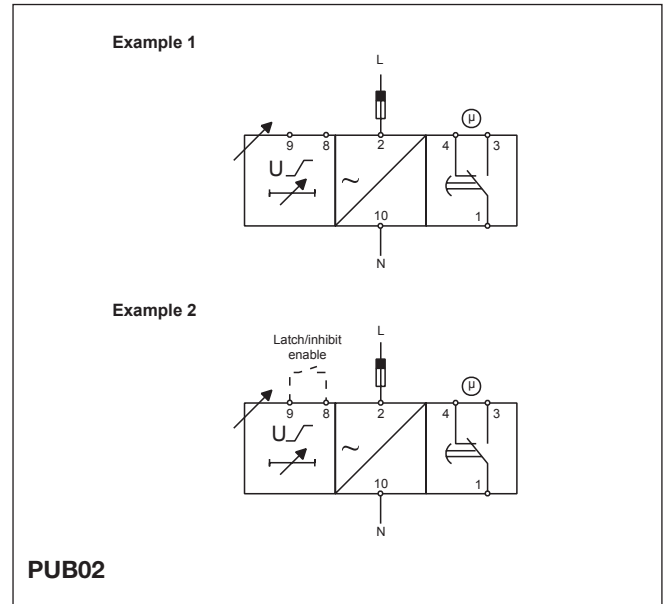 Example 1
L
μ
9 8 2 4 3
U
~
10 1
N
Example 2
Latch/inhibit
enable
L
μ
9 8 2 4 3
U
~
10 1
N
PUB02